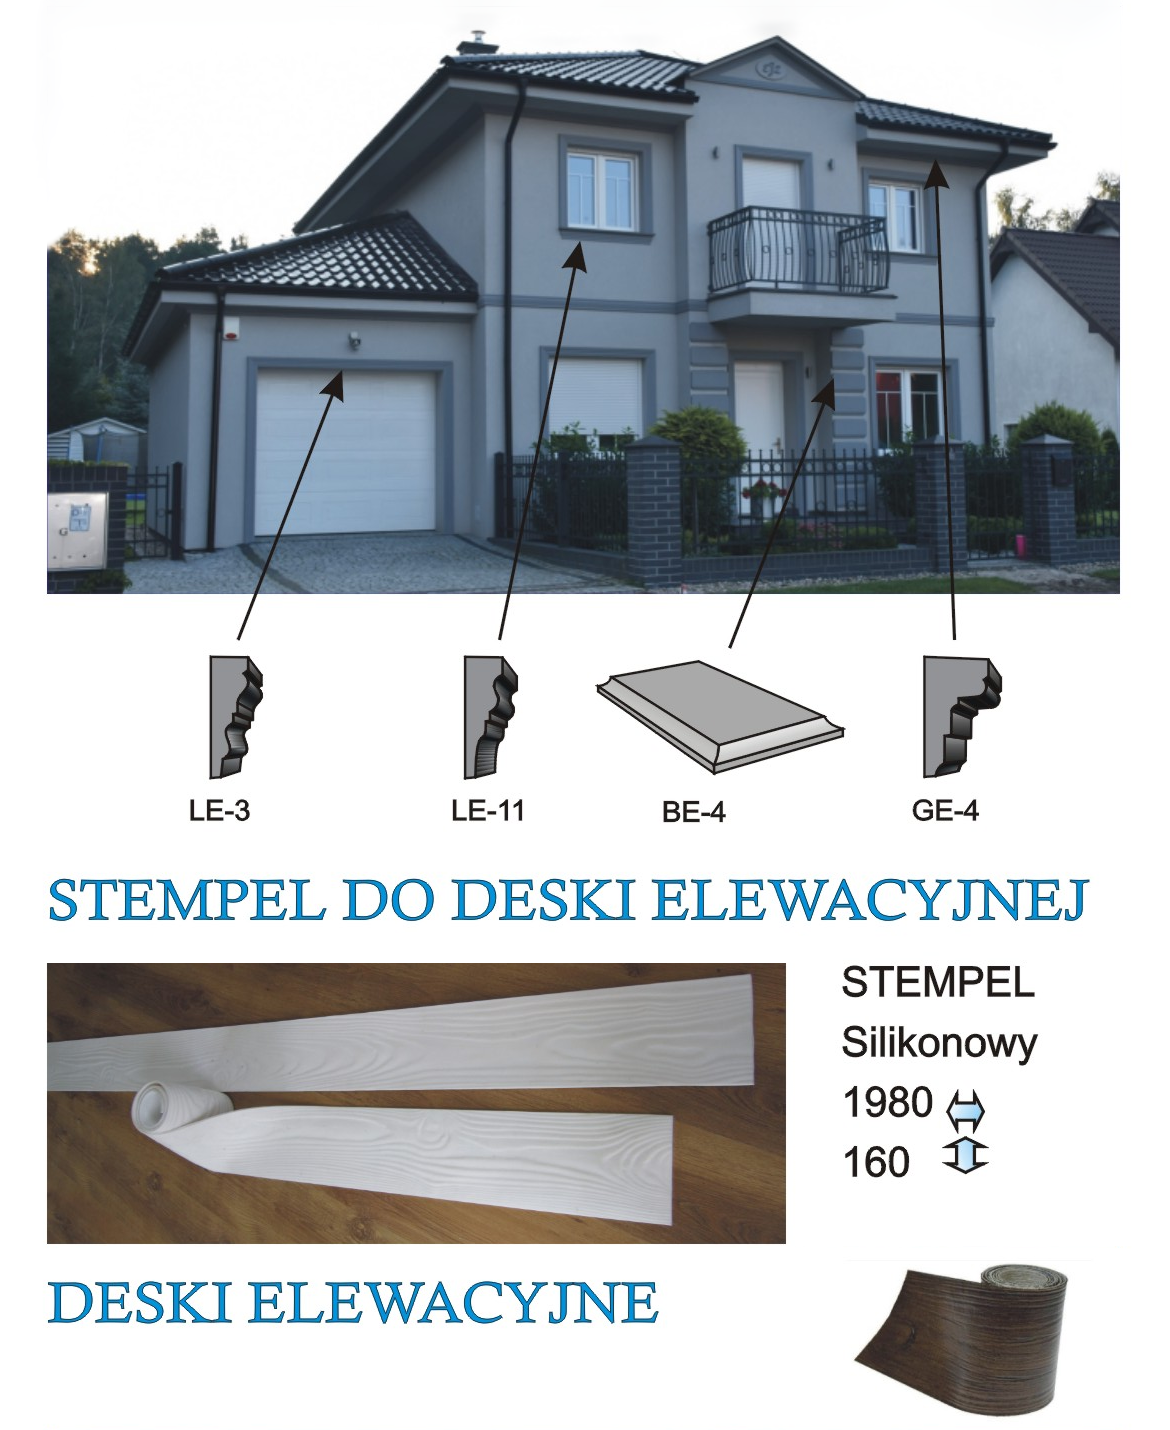 LE-3
LE-11
BE-4
GE-4
STEMPEL DO DESKI ELEWACYJNEJ
STEMPEL
Silikonowy
1980
160
DESKI ELEWACYJNE